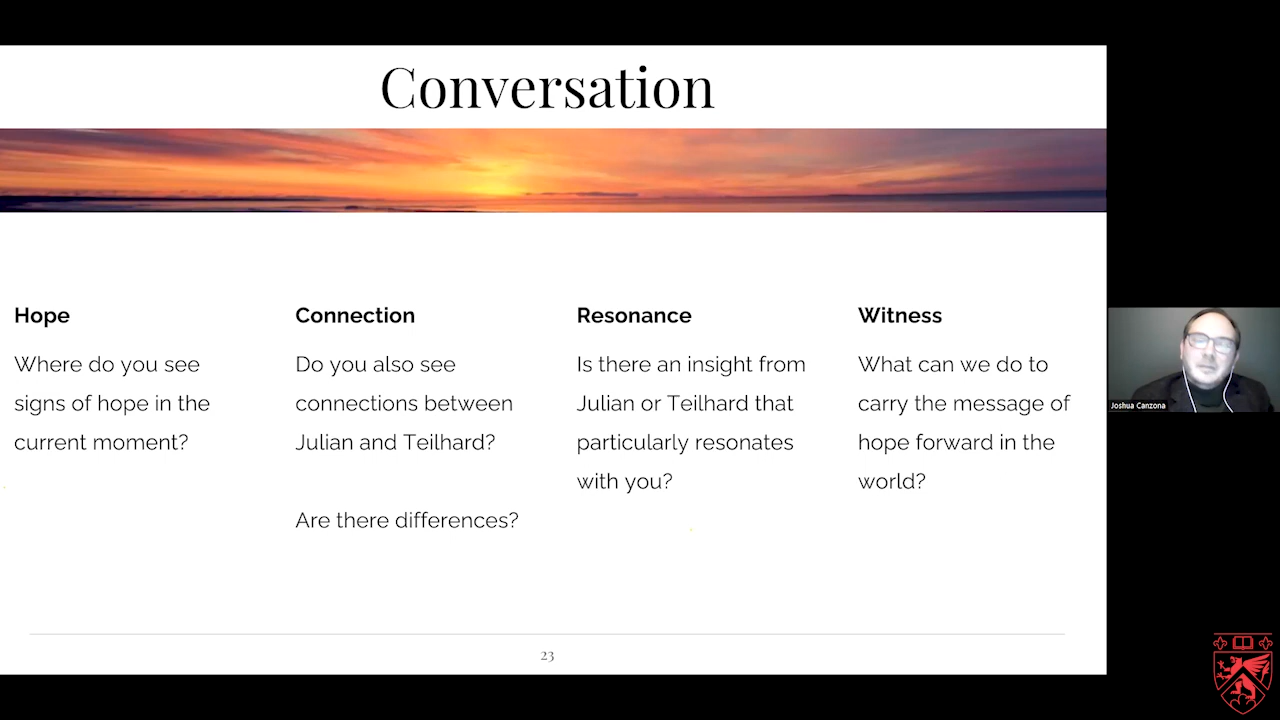 Conversation
Hope
Where do you see
signs of hope in the
current moment?
Connection
Do you also see
connections between
Julian and Teilhard?
Are there differences?
Resonance
Is there an insight from
Julian or Teilhard that
particularly resonates
with you?
Witness
What can we do to
carry the message of
hope forward in the
world?
23
Joshua Canzona